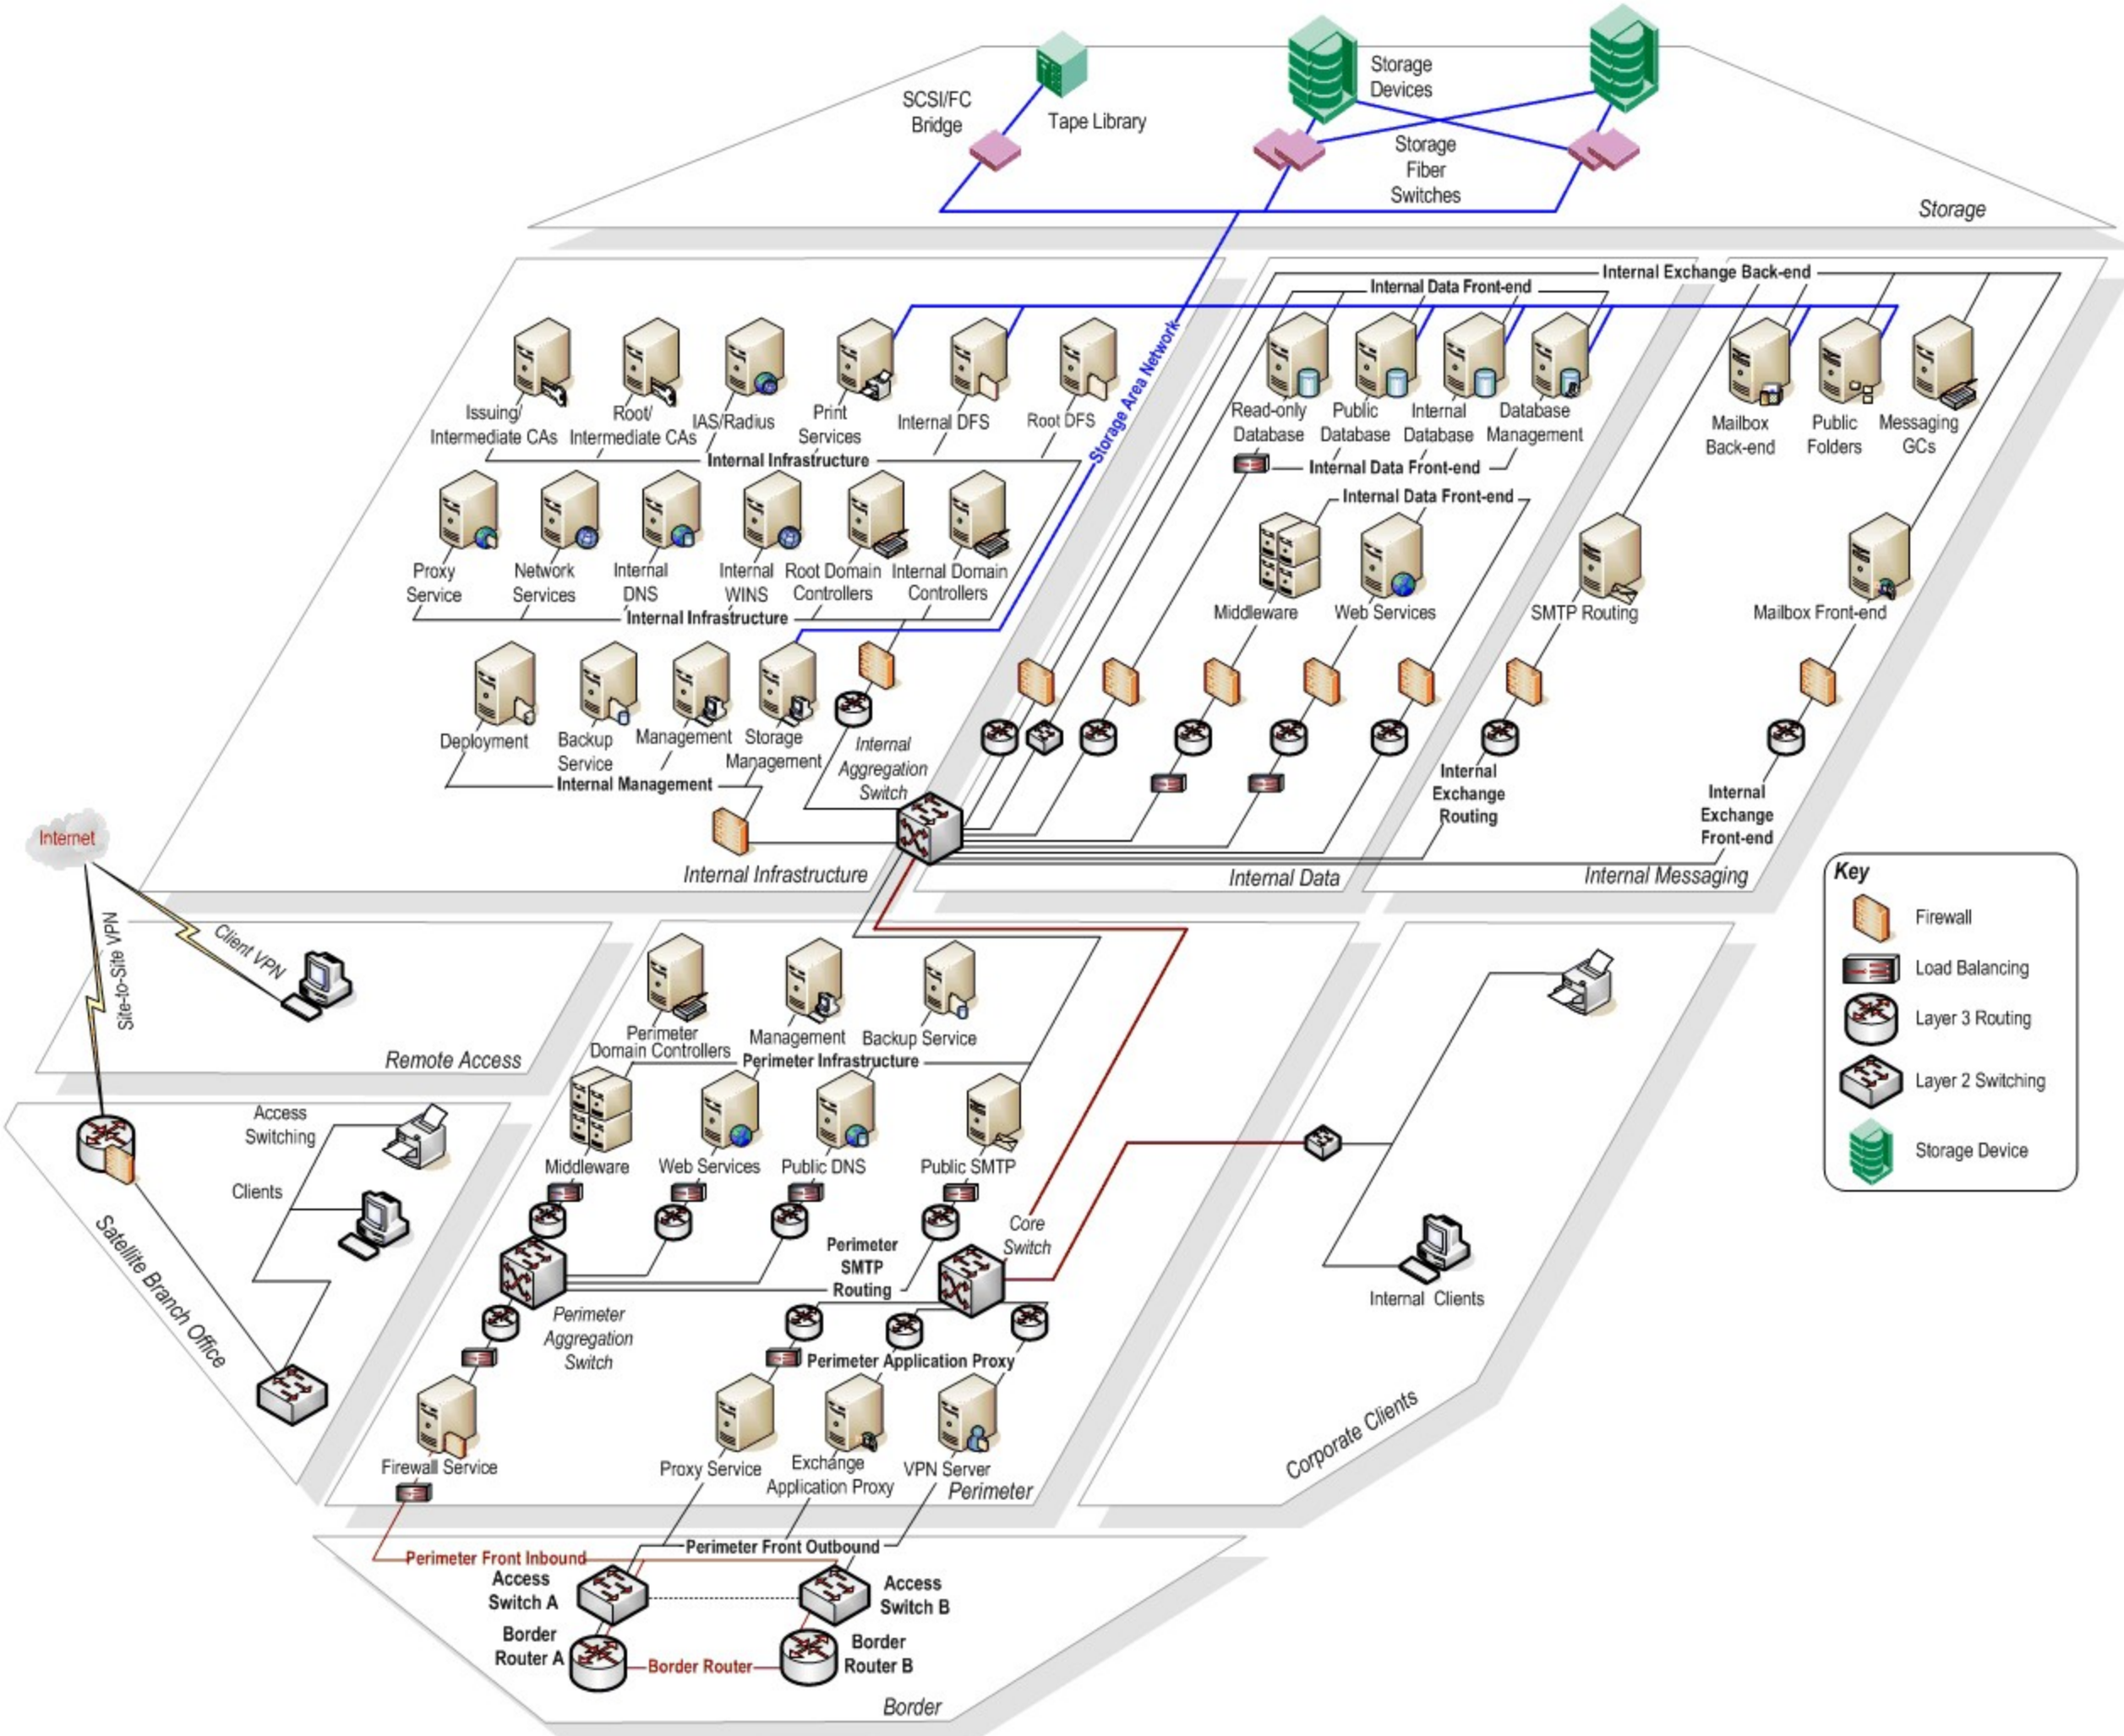 SCSI/FC
Bridge
Tape Library
Storage
Devices
Storage
Fiber
Switches
Storage
Internal Exchange Back-end
Internal Data Front-end
Storage Area Network
Issuing/
Intermediate CAs
Root/
Intermediate CAs
IAS/Radius
Print
Services
Internal DFS
Root DFS
Internal Infrastructure
Read-only
Database
Public
Database
Internal
Database
Database
Management
Internal Data Front-end
Internal Data Front-end
Mailbox
Back-end
Public
Folders
Messaging
GCs
Proxy
Service
Network
Services
Internal
DNS
Internal
WINS
Root Domain
Controllers
Internal Domain
Controllers
Internal Infrastructure
Middleware
Web Services
SMTP Routing
Mailbox Front-end
Deployment
Backup
Service
Management
Storage
Management
Internal Management
Internal
Aggregation
Switch
Internal
Exchange
Routing
Internal
Exchange
Front-end
Internal Infrastructure
Internal Data
Internal Messaging
Internet
Site-to-Site VPN
Client VPN
Remote Access
Key
Firewall
Load Balancing
Layer 3 Routing
Layer 2 Switching
Storage Device
Perimeter
Domain Controllers
Management
Backup Service
Perimeter Infrastructure
Middleware
Web Services
Public DNS
Public SMTP
Access
Switching
Clients
Satellite Branch Office
Perimeter
SMTP
Routing
Core
Switch
Perimeter
Aggregation
Switch
Perimeter Application Proxy
Internal Clients
Corporate Clients
Firewall Service
Proxy Service
Exchange
Application Proxy
VPN Server
Perimeter
Perimeter Front Inbound
Perimeter Front Outbound
Access
Switch A
Access
Switch B
Border
Router A
Border Router
Border
Router B
Border